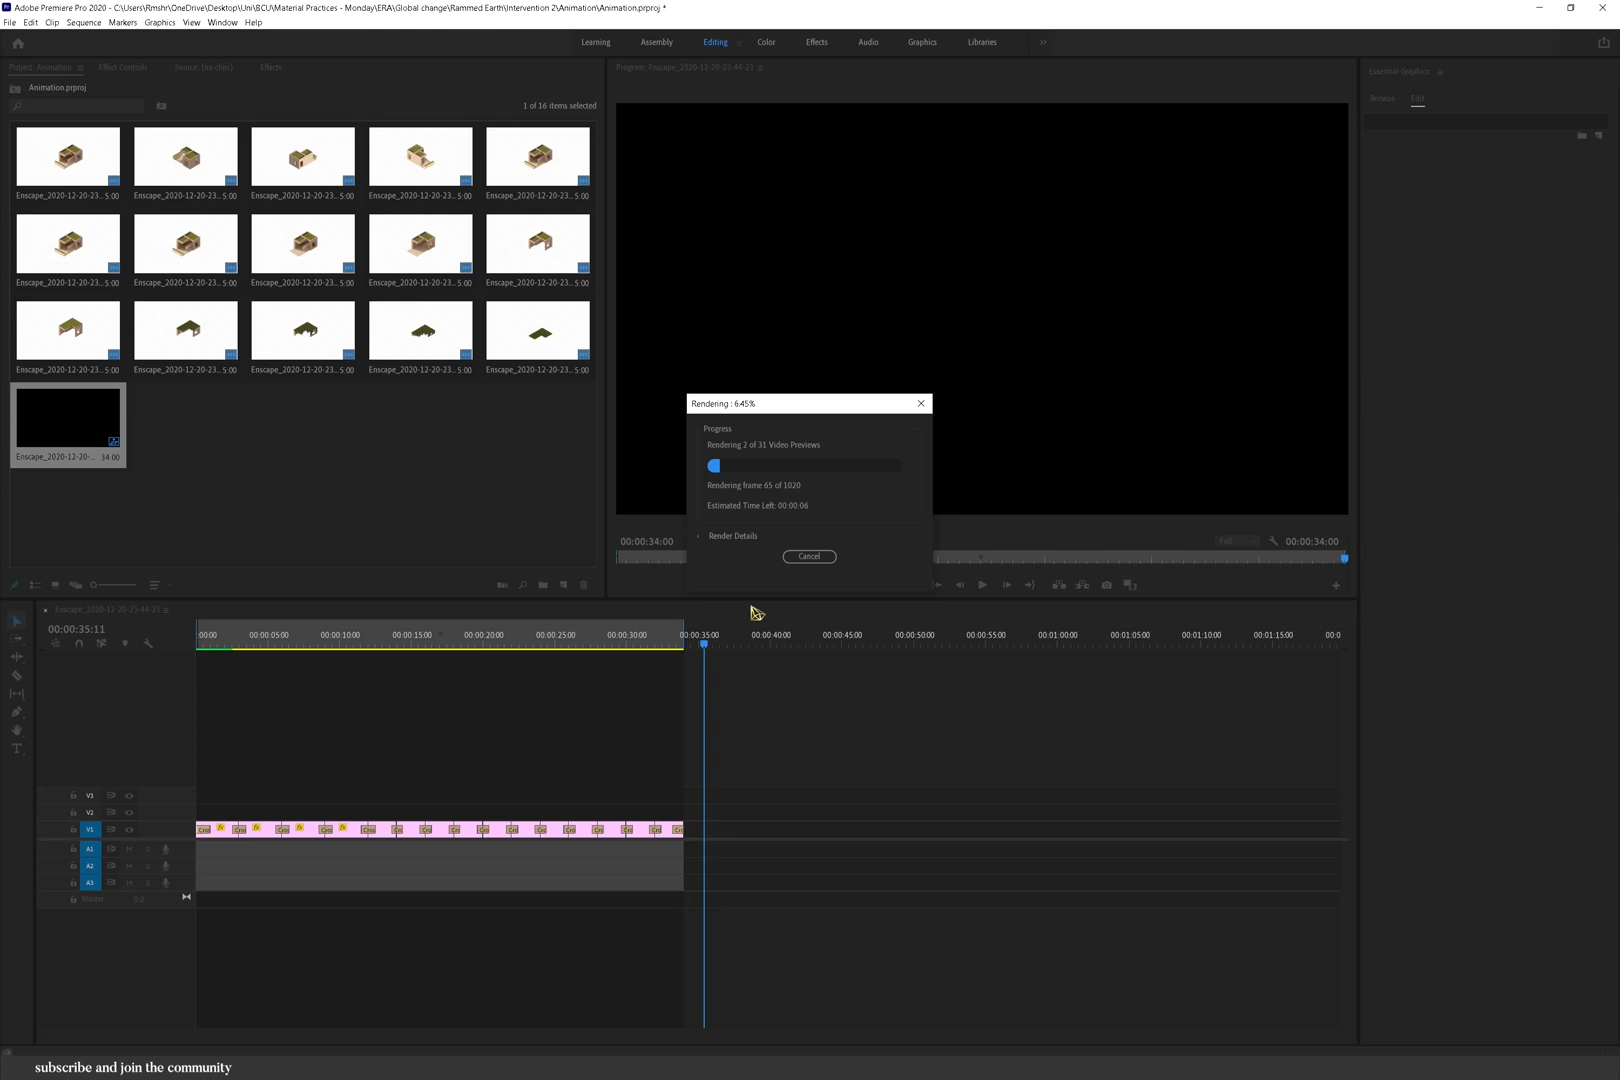 Adobe Premiere Pro 2020 - C:\Users\Rmshr\OneDrive\Desktop\Uni\BCU\Material Practices - Monday\ERA\Global change\Rammed Earth\Intervention 2\Animation\Animation.prproj *
File Edit Clip Sequence Markers Graphics View Window Help
Learning Assembly Editing Color Effects Audio Graphics Libraries
Project: Animation Effect Controls Source: (no clips) Effects
Program: Enscape_2020-12-20-23-44-23
Essential Graphics
Animation.prproj
Browse Edit
1 of 16 items selected
Enscape_2020-12-20-23... 5:00 Enscape_2020-12-20-23... 5:00 Enscape_2020-12-20-23... 5:00 Enscape_2020-12-20-23... 5:00 Enscape_2020-12-20-23... 5:00
Enscape_2020-12-20-23... 5:00 Enscape_2020-12-20-23... 5:00 Enscape_2020-12-20-23... 5:00 Enscape_2020-12-20-23... 5:00 Enscape_2020-12-20-23... 5:00
Enscape_2020-12-20-23... 5:00 Enscape_2020-12-20-23... 5:00 Enscape_2020-12-20-23... 5:00 Enscape_2020-12-20-23... 5:00 Enscape_2020-12-20-23... 5:00
Enscape_2020-12-20-... 34:00
Rendering : 6.45%
Progress
Rendering 2 of 31 Video Previews
Rendering frame 65 of 1020
Estimated Time Left: 00:00:06
Render Details
Cancel
00:00:34:00 Full 00:00:34:00
Enscape_2020-12-20-23-44-23
00:00:35:11
:00:00 00:00:05:00 00:00:10:00 00:00:15:00 00:00:20:00 00:00:25:00 00:00:30:00 00:00:35:00 00:00:40:00 00:00:45:00 00:00:50:00 00:00:55:00 00:01:00:00 00:01:05:00 00:01:10:00 00:01:15:00 00:0
V3
V2
V1 Cros fx Cros fx Cros fx Cros fx Cros
A1 M S
A2 M S
A3 M S
Master 0.0
subscribe and join the community